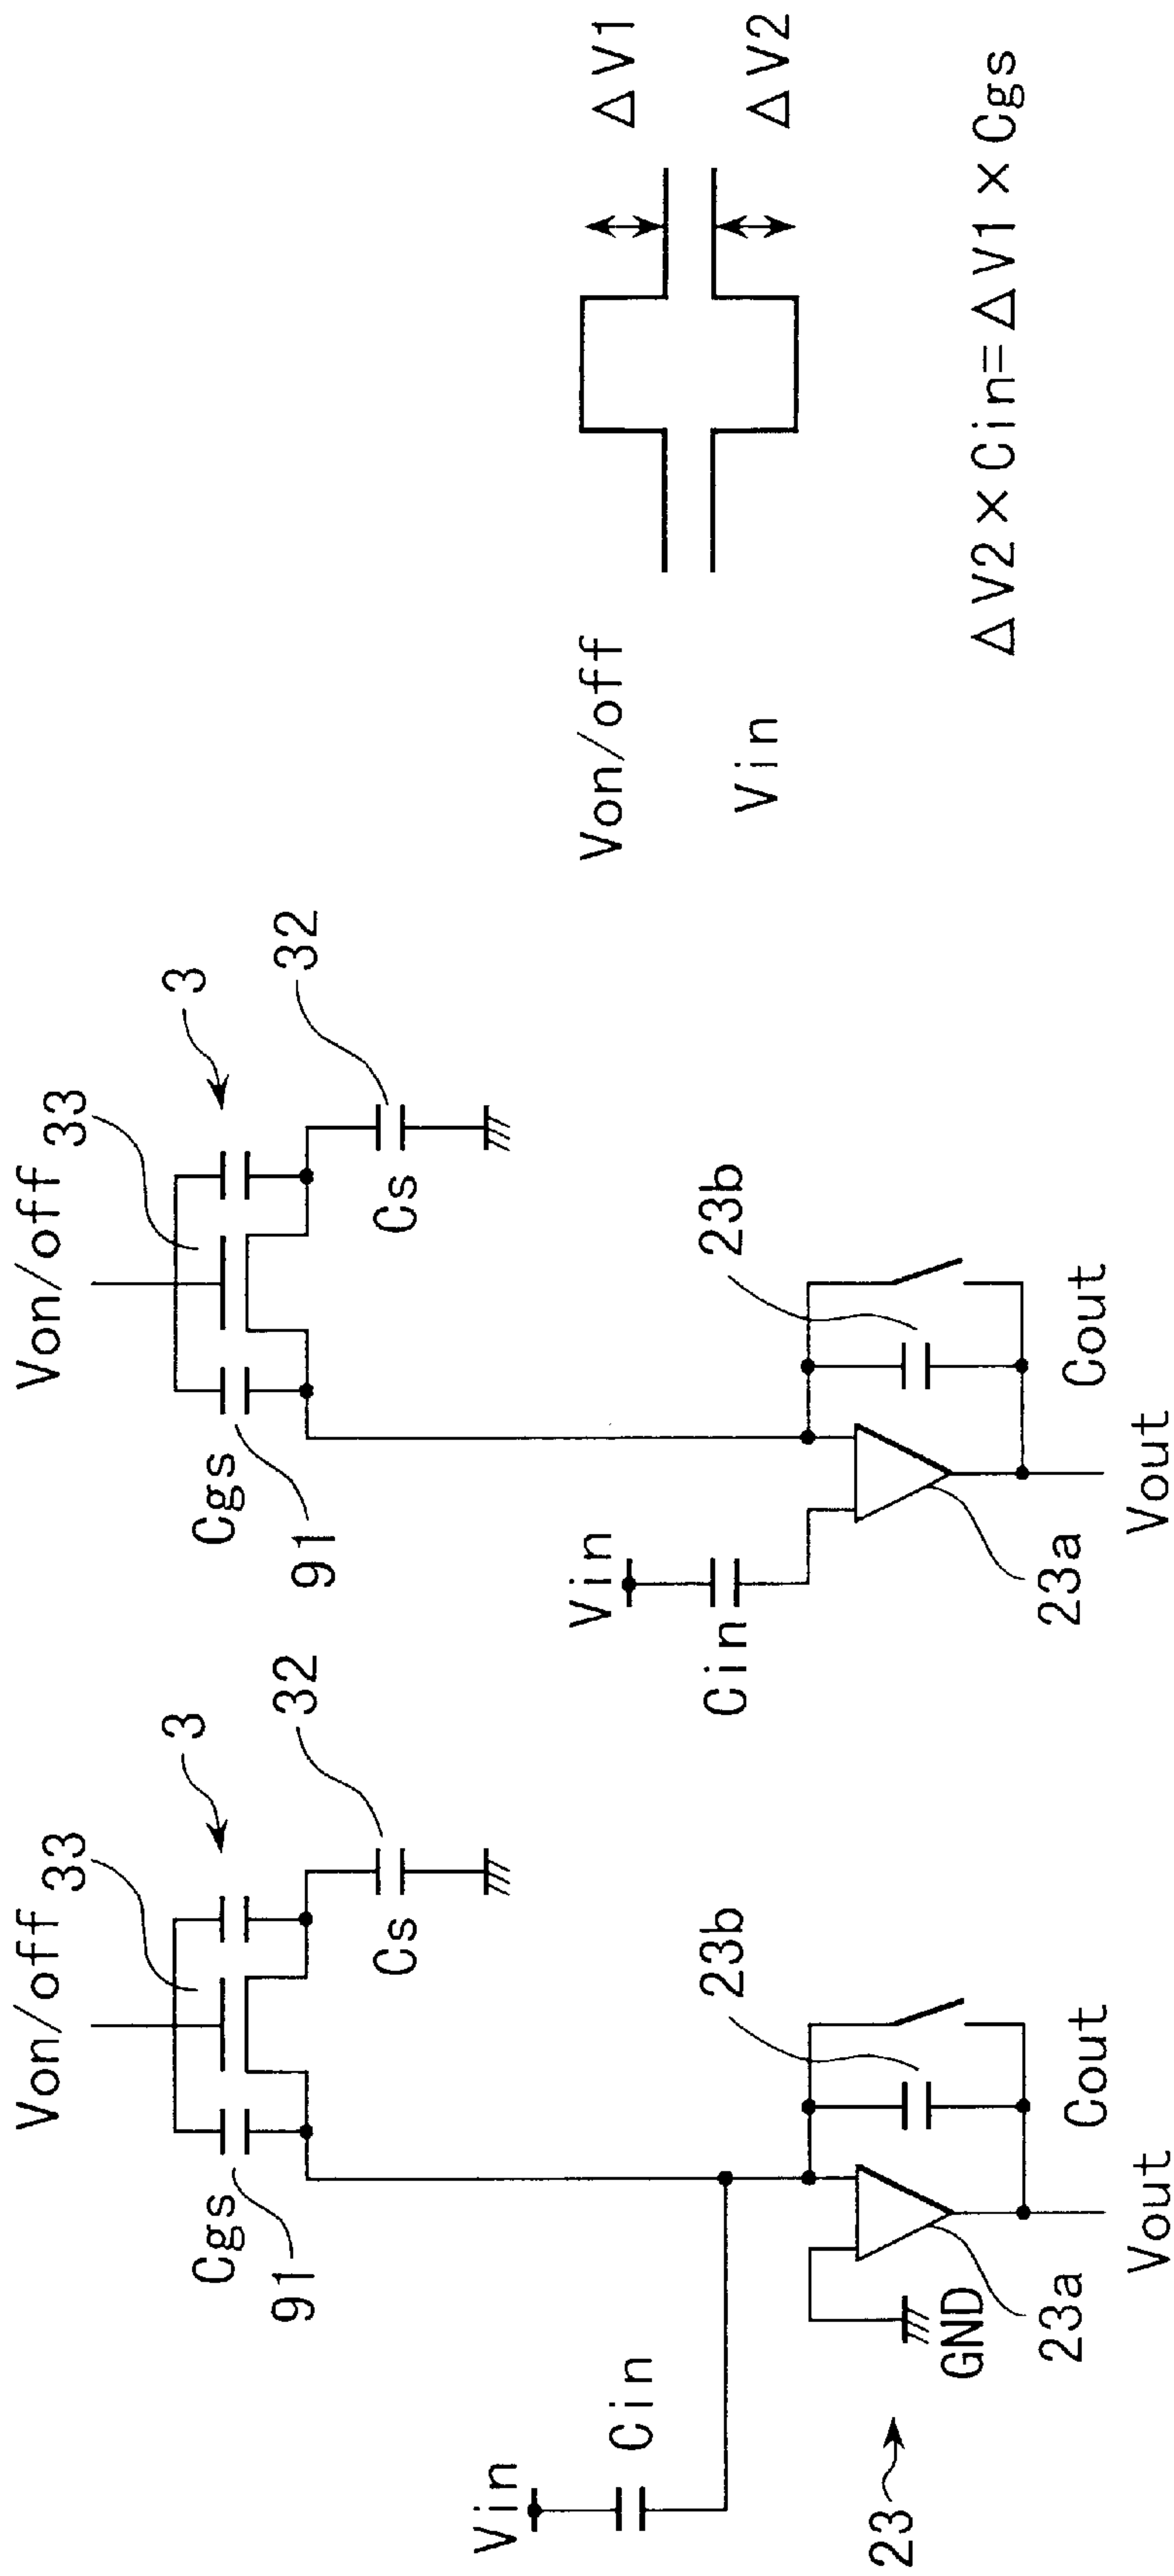 Von/off
33
3
Cgs
91
32
Cs
Vin
Cin
23b
Cout
GND
23a
23
Vout
Von/off
33
3
Cgs
91
32
Cs
Vin
Cin
23b
Cout
23a
Vout
Von/off
ΔV1
Vin
ΔV2
ΔV2×Cin=ΔV1×Cgs